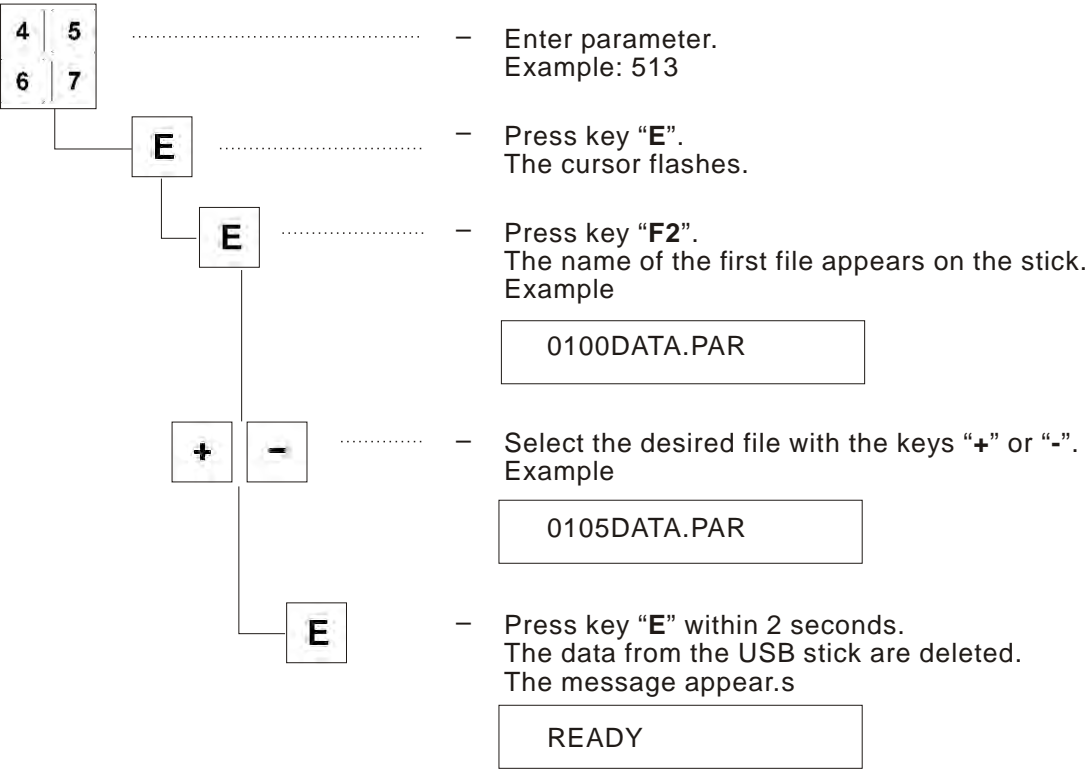 4 5
– Enter parameter.
6 7
Example: 513
E
– Press key “E”.
The cursor flashes.
E
– Press key “F2”.
The name of the first file appears on the stick.
Example
0100DATA.PAR
+ -
– Select the desired file with the keys “+” or “-”.
Example
0105DATA.PAR
E
– Press key “E” within 2 seconds.
The data from the USB stick are deleted.
The message appear.s
READY